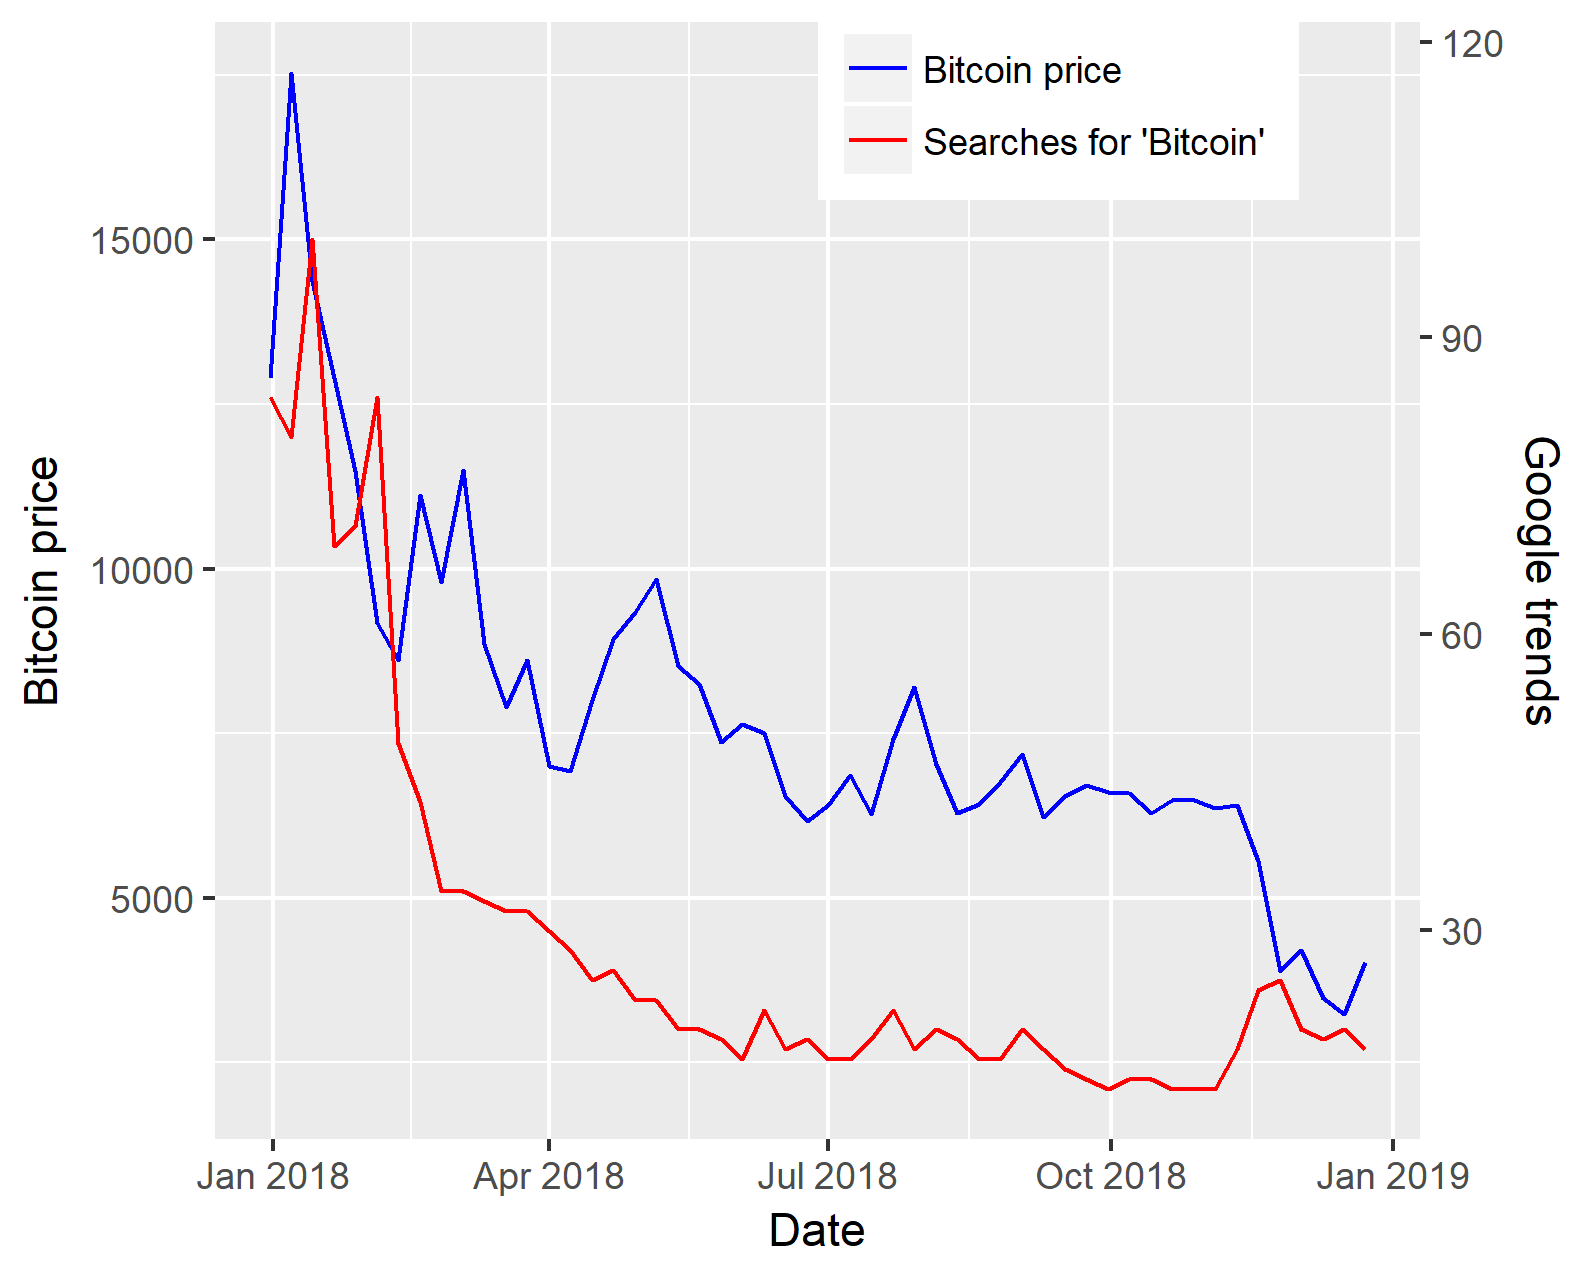 Bitcoin price
Searches for 'Bitcoin'
120
90
60
30
Google trends
15000
10000
5000
Bitcoin price
Jan 2018
Apr 2018
Jul 2018
Oct 2018
Jan 2019
Date